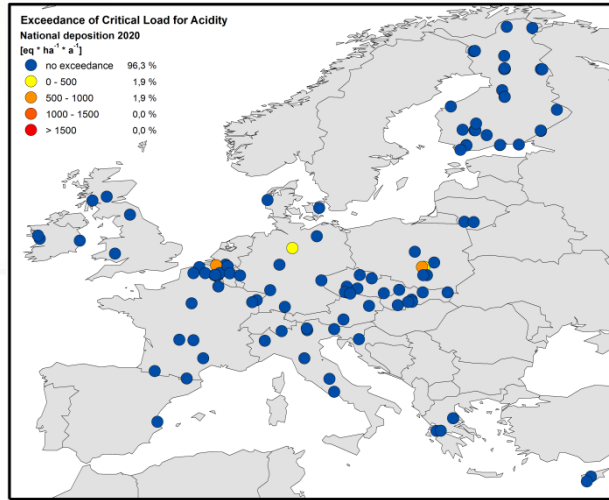 Exceedance of Critical Load for Acidity
National deposition 2020
[eq * ha⁻¹ * a⁻¹]
no exceedance 96,3 %
0 - 500 1,9 %
500 - 1000 1,9 %
1000 - 1500 0,0 %
> 1500 0,0 %